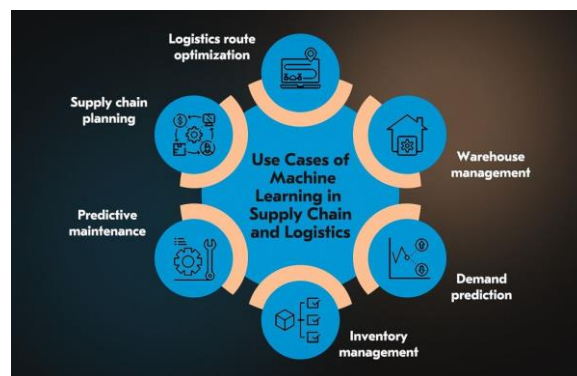 Logistics route
optimization
Supply chain
planning
Use Cases of
Machine
Learning in
Supply Chain
and Logistics
Warehouse
management
Predictive
maintenance
Demand
prediction
Inventory
management